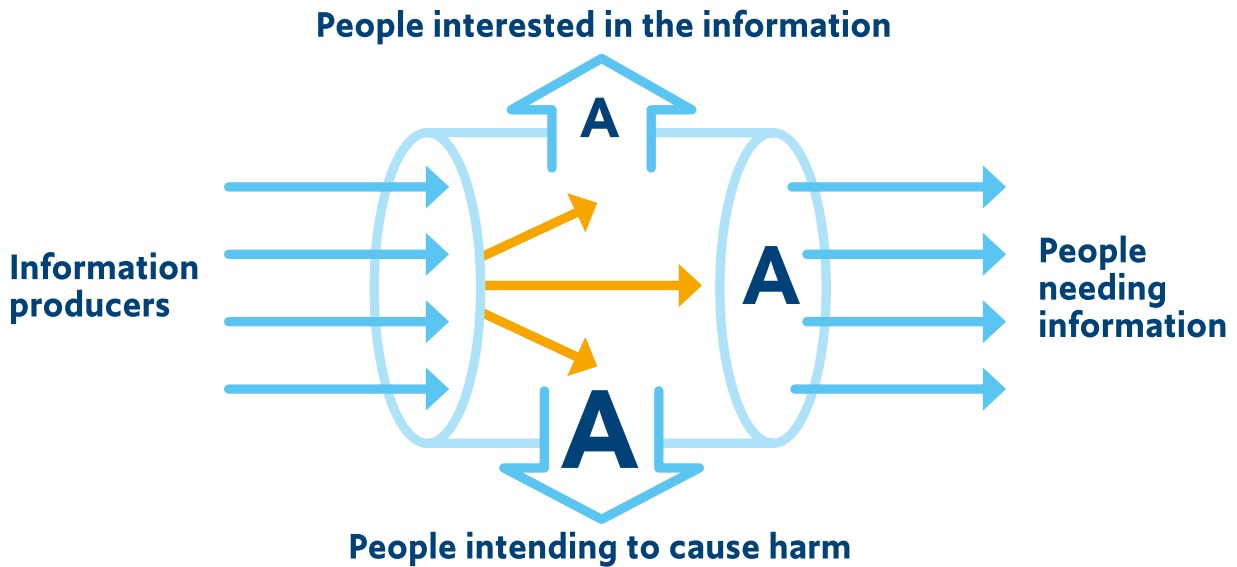 People interested in the information
A
Information
producers
A
People
needing
information
A
People intending to cause harm